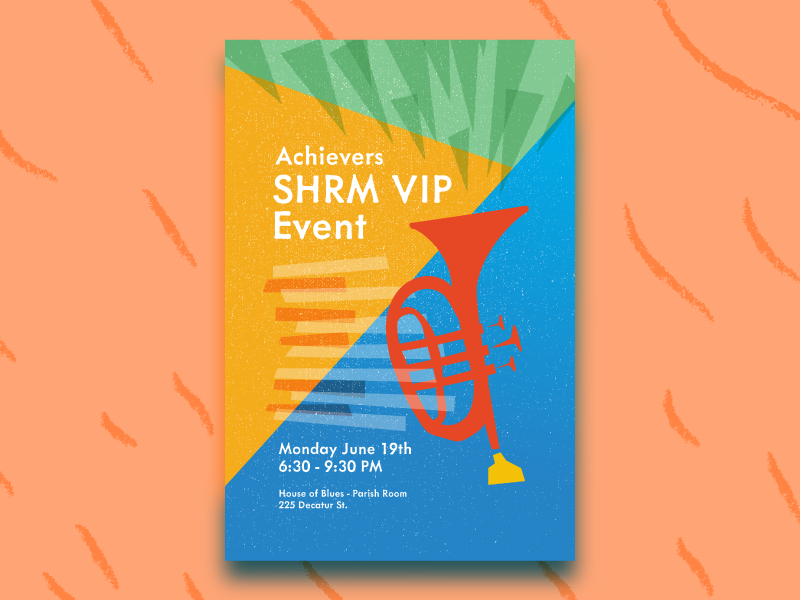 Achievers
SHRM VIP
Event
Monday June 19th
6:30 - 9:30 PM
House of Blues - Parish Room
225 Decatur St.